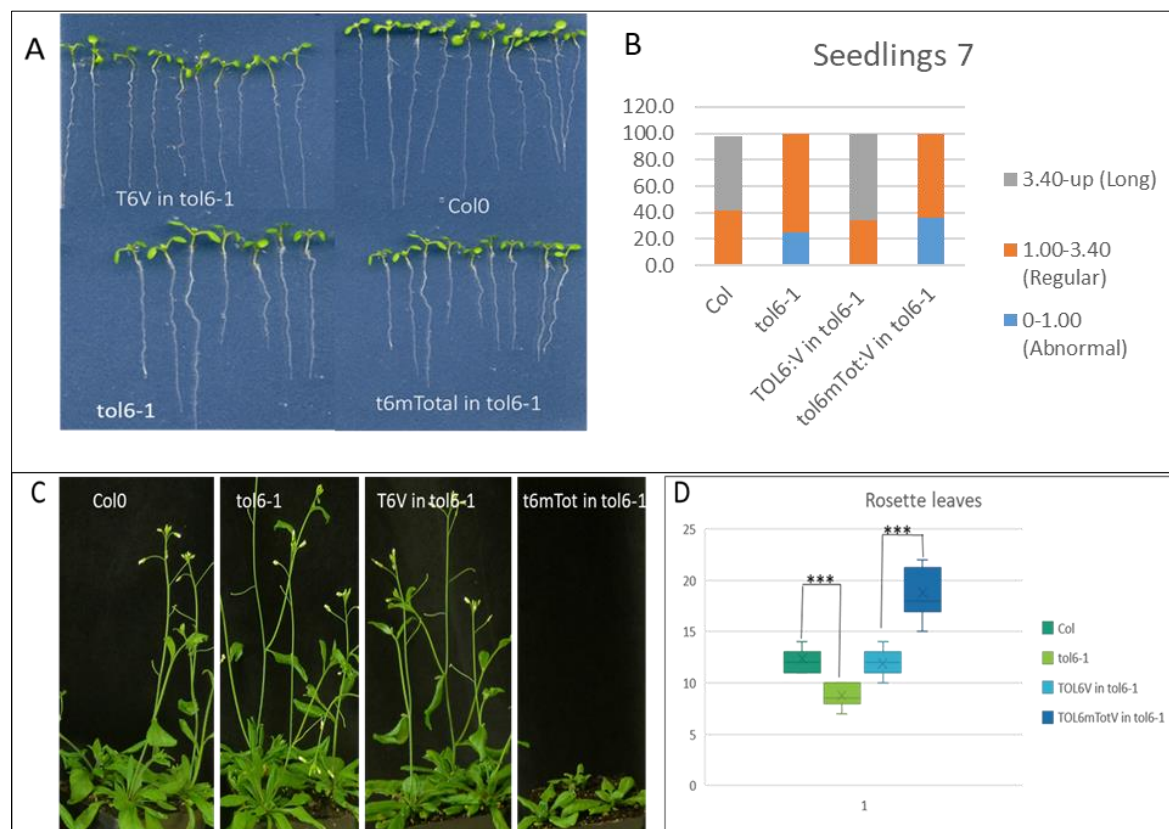 A
T6V in tol6-1
Col0
tol6-1
t6mTotal in tol6-1
B
Seedlings 7
120.0
100.0
80.0
60.0
40.0
20.0
0.0
Col
tol6-1
TOL6:V in tol6-1
tol6mTot:V in tol6-1
3.40-up (Long)
1.00-3.40
(Regular)
0-1.00
(Abnormal)
C
Col0
tol6-1
T6V in tol6-1
t6mTot in tol6-1
D
Rosette leaves
25
20
15
10
5
0
***
***
1
Col
tol6-1
TOL6V in tol6-1
TOL6mTotV in tol6-1